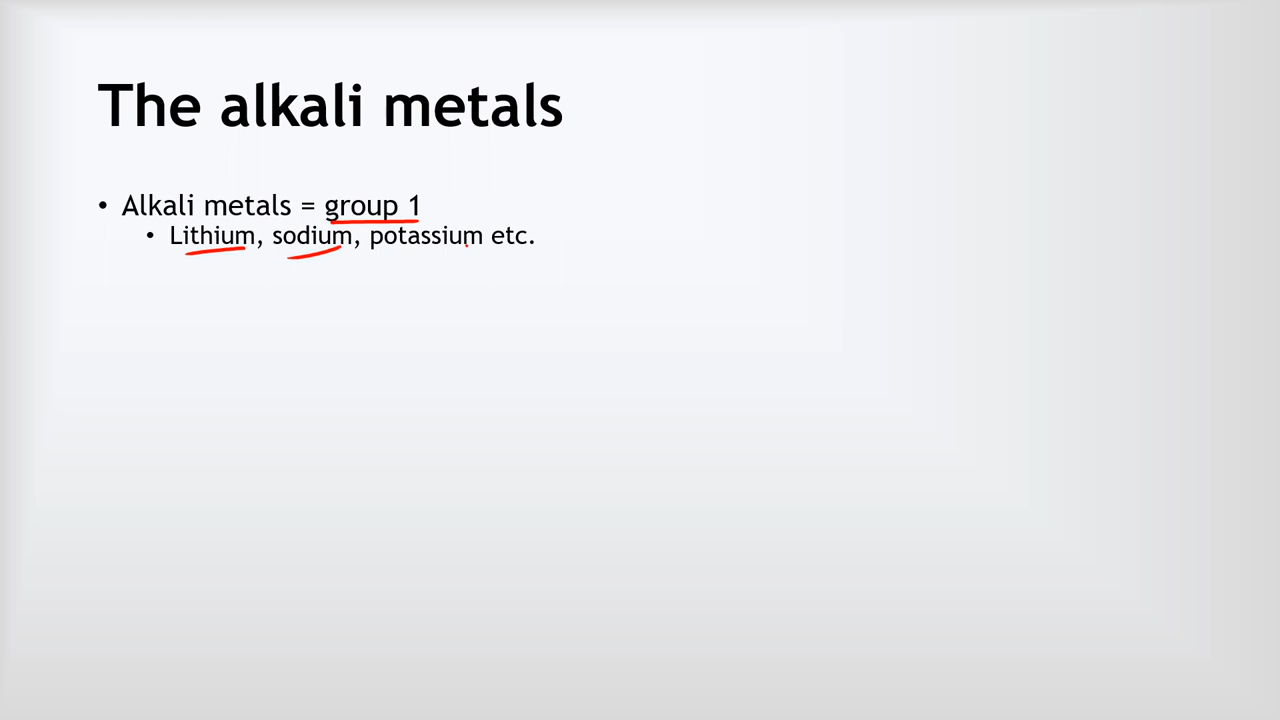 The alkali metals
• Alkali metals = group 1
• Lithium, sodium, potassium etc.